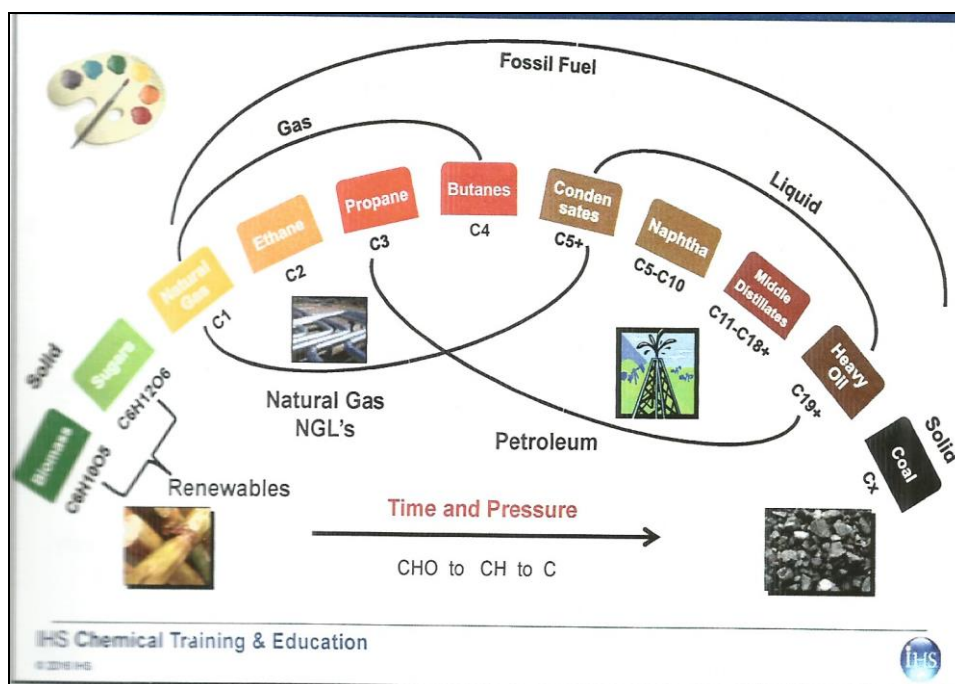 Fossil Fuel
Gas
Liquid
Solid
Biomass
C6H10O5
Sugars
C6H12O6
Natural
Gas
C1
Ethane
C2
Propane
C3
Butanes
C4
Conden
sates
C5+
Naphtha
C5-C10
Middle
Distillates
C11-C18+
Heavy
Oil
C19+
Solid
Coal
Cx
Natural Gas
NGL's
Petroleum
Renewables
Time and Pressure
CHO to CH to C
IHS Chemical Training & Education
© 2016 IHS
IHS